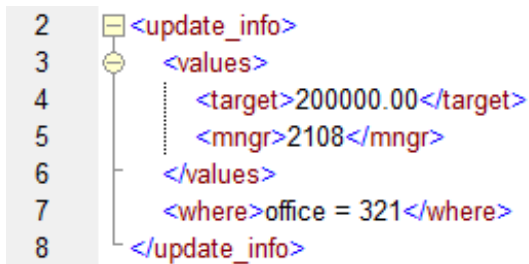 2 <update_info>
3 <values>
4 <target>200000.00</target>
5 <mngr>2108</mngr>
6 </values>
7 <where>office = 321</where>
8 </update_info>